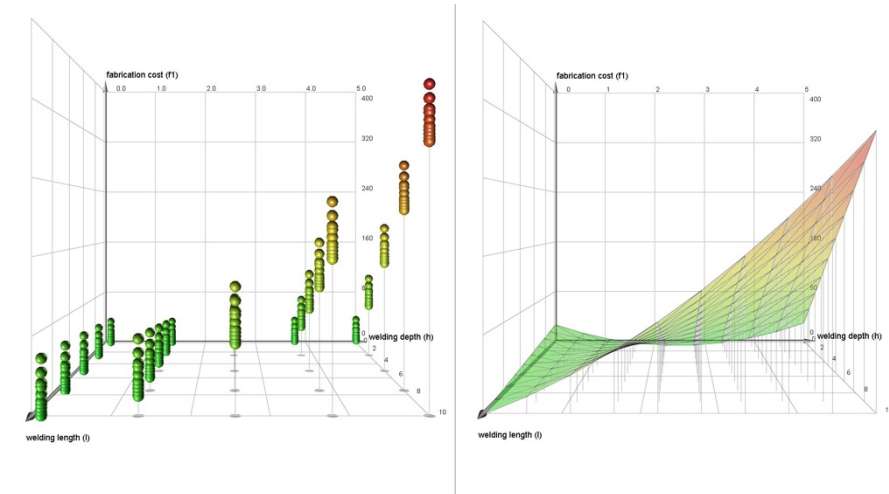 fabrication cost (f1)
0.0 1.0 2.0 3.0 4.0 5.0
400
320
240
160
80
0
welding depth (h)
2
4
6
8
10
welding length (l)
fabrication cost (f1)
0 1 2 3 4 5
400
320
240
160
80
0
welding depth (h)
2
4
6
8
1
welding length (l)